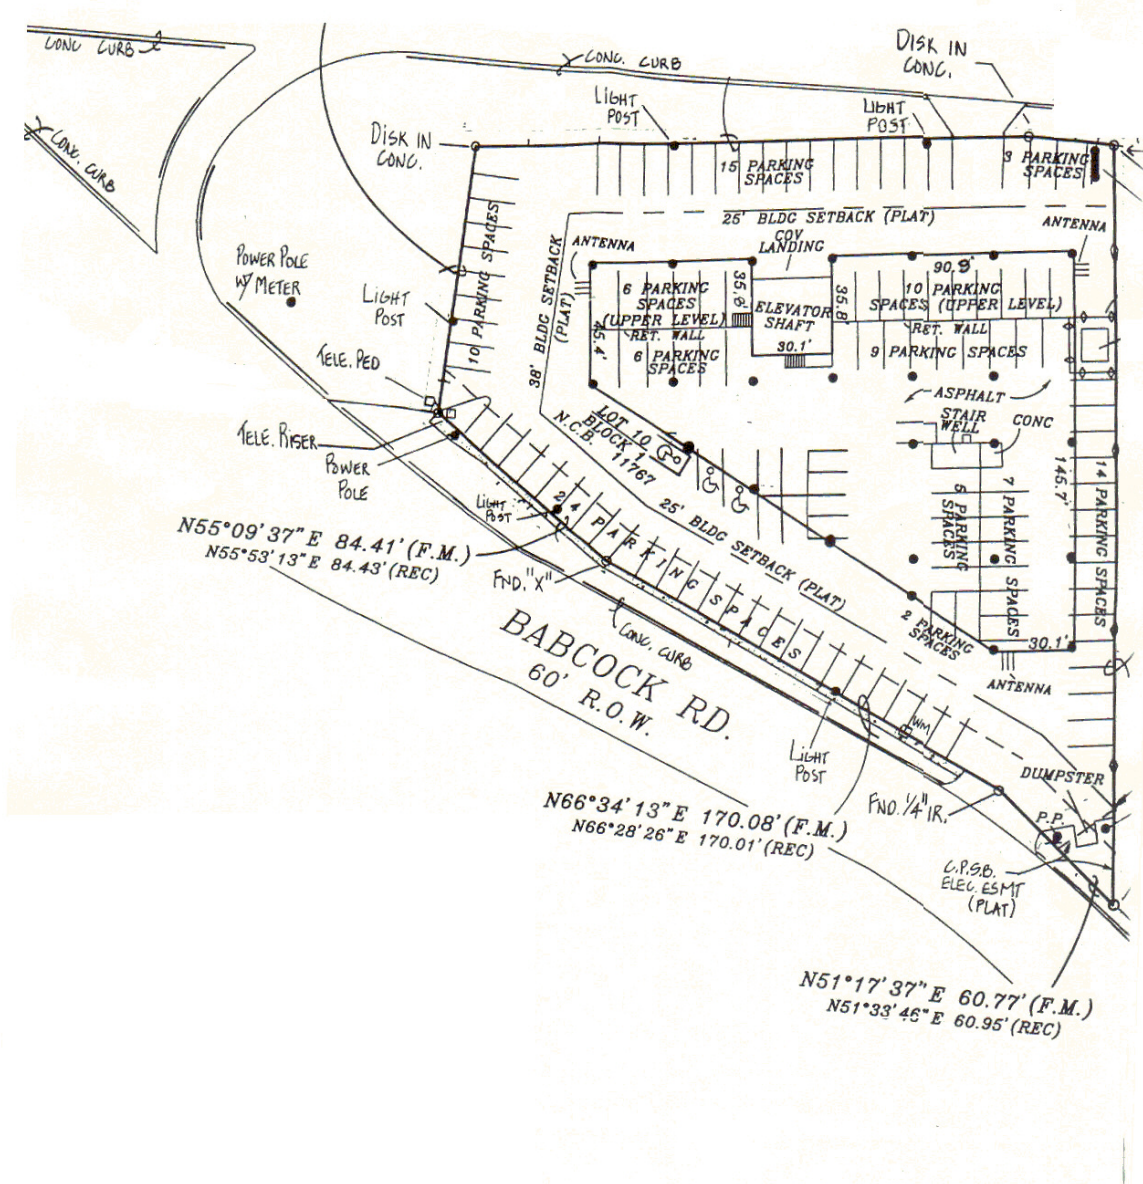 CONC CURB
CONC. CURB
CONC. CURB
DISK IN
CONC.
LIGHT
POST
LIGHT
POST
DISK IN
CONC.
15 PARKING
SPACES
3 PARKING
SPACES
25' BLDG SETBACK (PLAT)
ANTENNA
COV
LANDING
ANTENNA
POWER POLE
W/ METER
LIGHT
POST
10 PARKING SPACES
38' BLDG SETBACK
(PLAT)
6 PARKING
SPACES
(UPPER LEVEL)
RET. WALL
6 PARKING
SPACES
45.4'
35.8'
ELEVATOR
SHAFT
30.1'
35.8'
90.9'
10 PARKING
SPACES (UPPER LEVEL)
RET. WALL
9 PARKING SPACES
TELE. PED
ASPHALT
STAIR
WELL
CONC
LOT 10
BLOCK 1
N.C.B. 11767
TELE. RISER
POWER
POLE
LIGHT
POST
24 PARKING SPACES
25' BLDG SETBACK (PLAT)
5 PARKING
SPACES
7 PARKING SPACES
145.7'
14 PARKING SPACES
N55°09'37"E 84.41'(F.M.)
N55°53'13"E 84.43'(REC)
FND. "X"
CONC. CURB
BABCOCK RD.
60' R.O.W.
2 PARKING
SPACES
30.1'
ANTENNA
WM
LIGHT
POST
DUMPSTER
FND. 1/4" IR.
P.P.
C.P.S.B.
ELEC. ESMT
(PLAT)
N66°34'13"E 170.08'(F.M.)
N66°28'26"E 170.01'(REC)
N51°17'37"E 60.77'(F.M.)
N51°33'46"E 60.95'(REC)